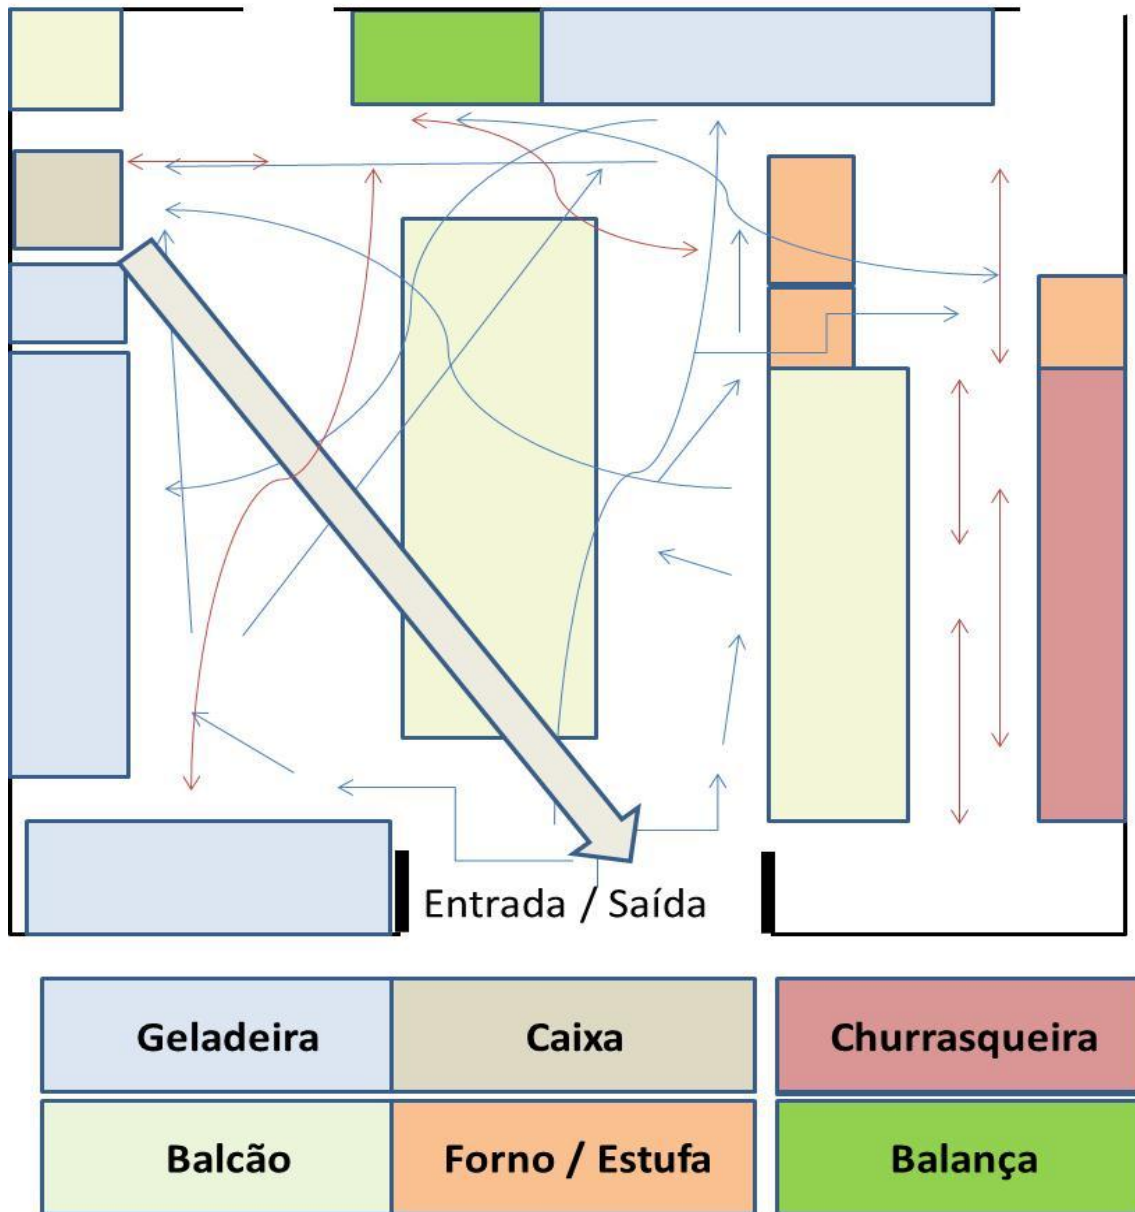 Entrada / Saída
Geladeira
Caixa
Churrasqueira
Balcão
Forno / Estufa
Balança